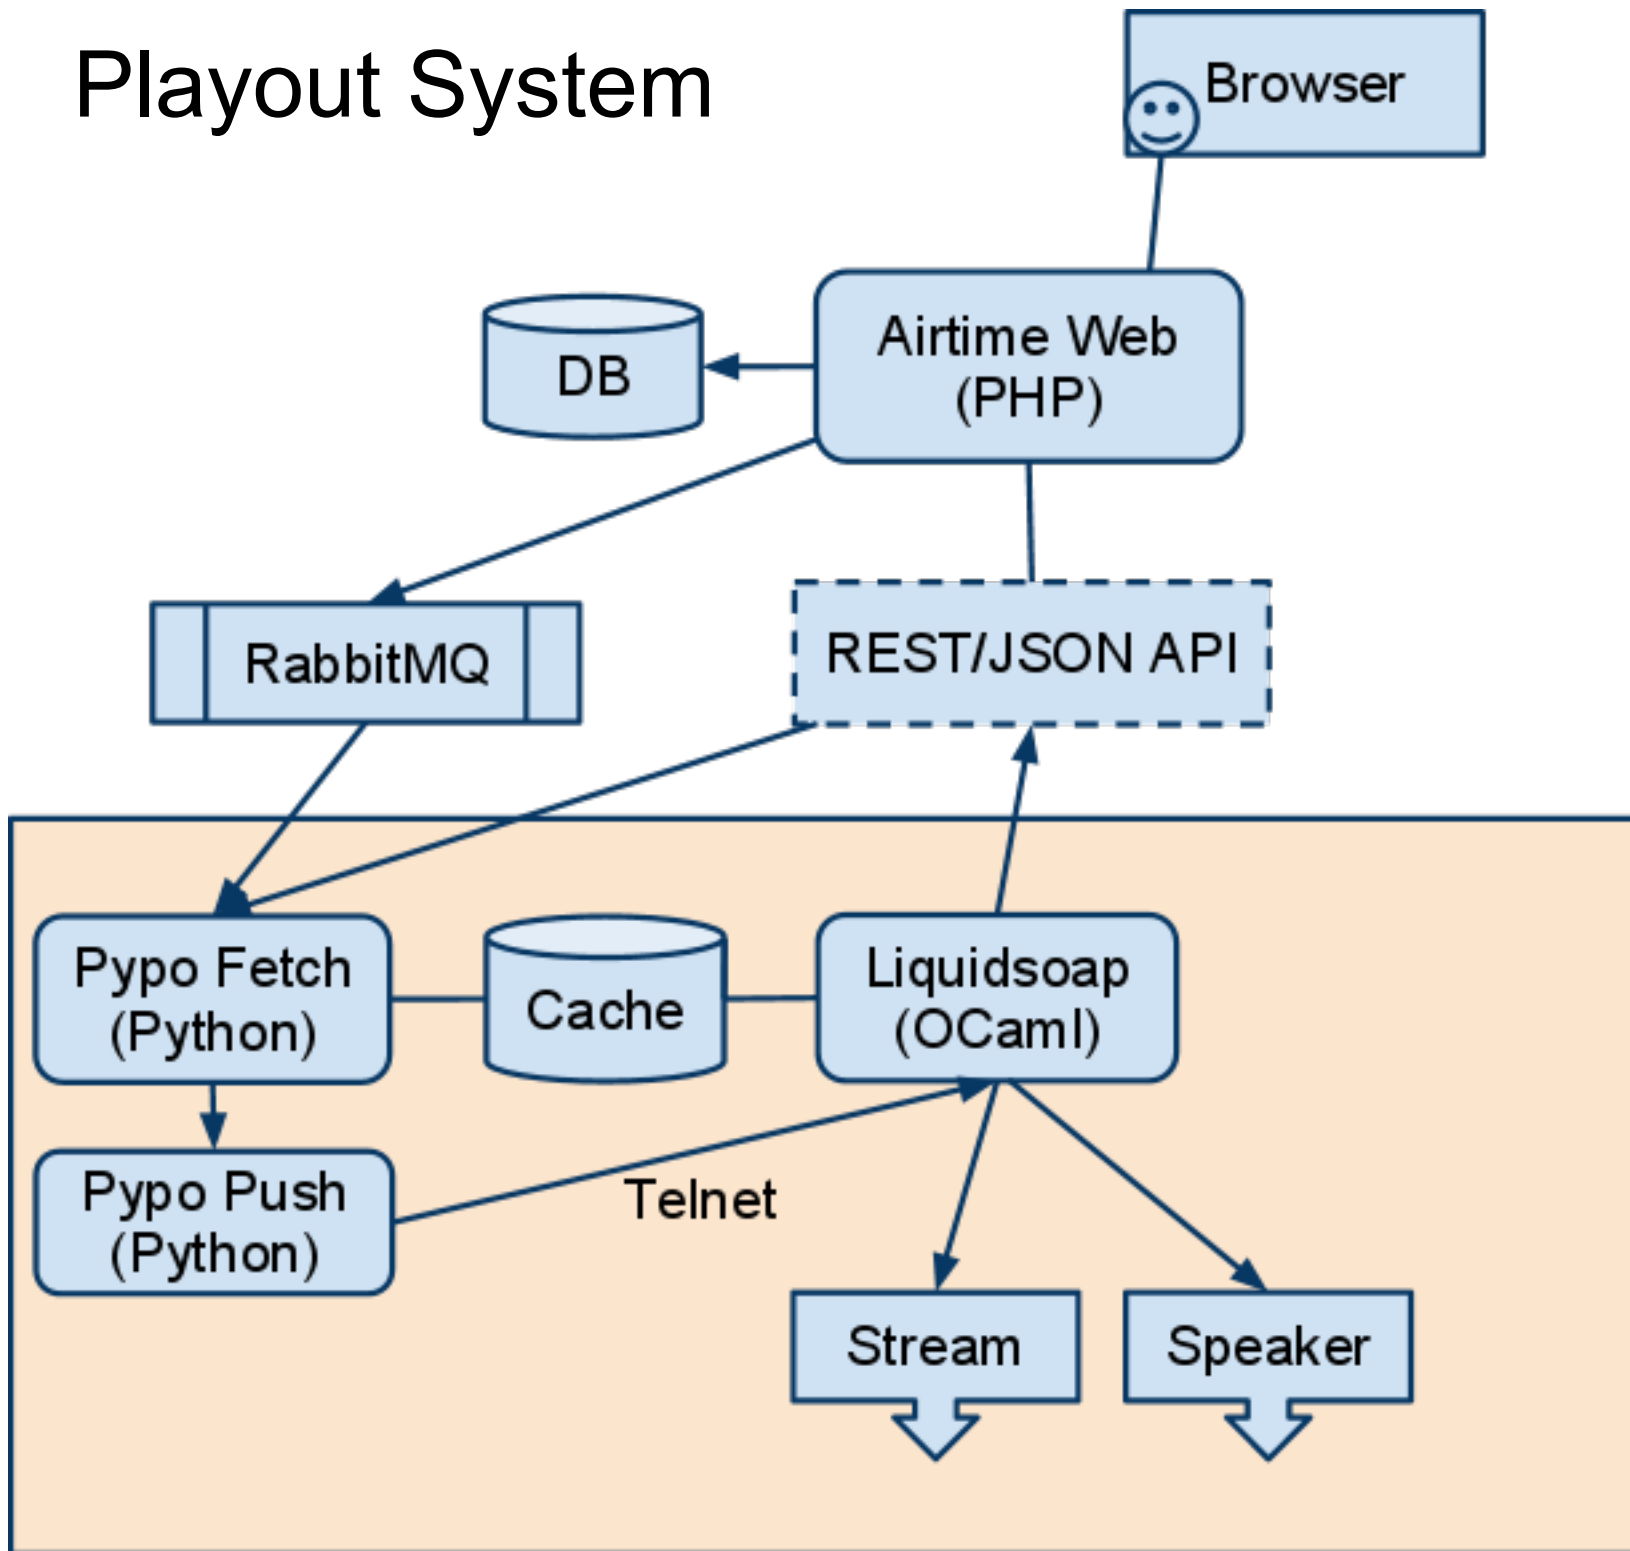 Playout System
Browser
Airtime Web
(PHP)
DB
RabbitMQ
REST/JSON API
Pypo Fetch
(Python)
Cache
Liquidsoap
(OCaml)
Pypo Push
(Python)
Telnet
Stream
Speaker